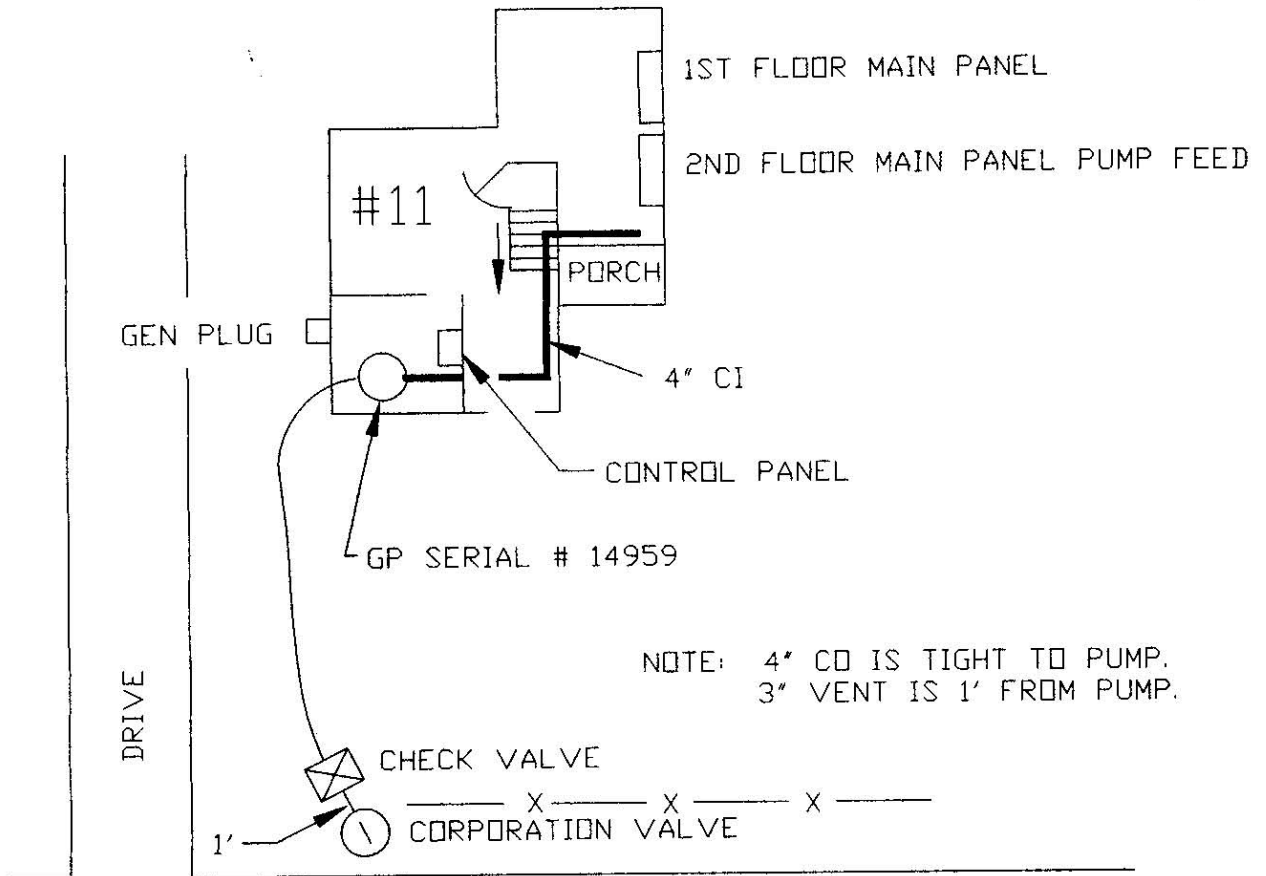 1ST FLOOR MAIN PANEL
2ND FLOOR MAIN PANEL PUMP FEED
#11
PORCH
GEN PLUG
4" CI
CONTROL PANEL
GP SERIAL # 14959
NOTE: 4" CO IS TIGHT TO PUMP.
3" VENT IS 1' FROM PUMP.
DRIVE
CHECK VALVE
X X X
1'
CORPORATION VALVE